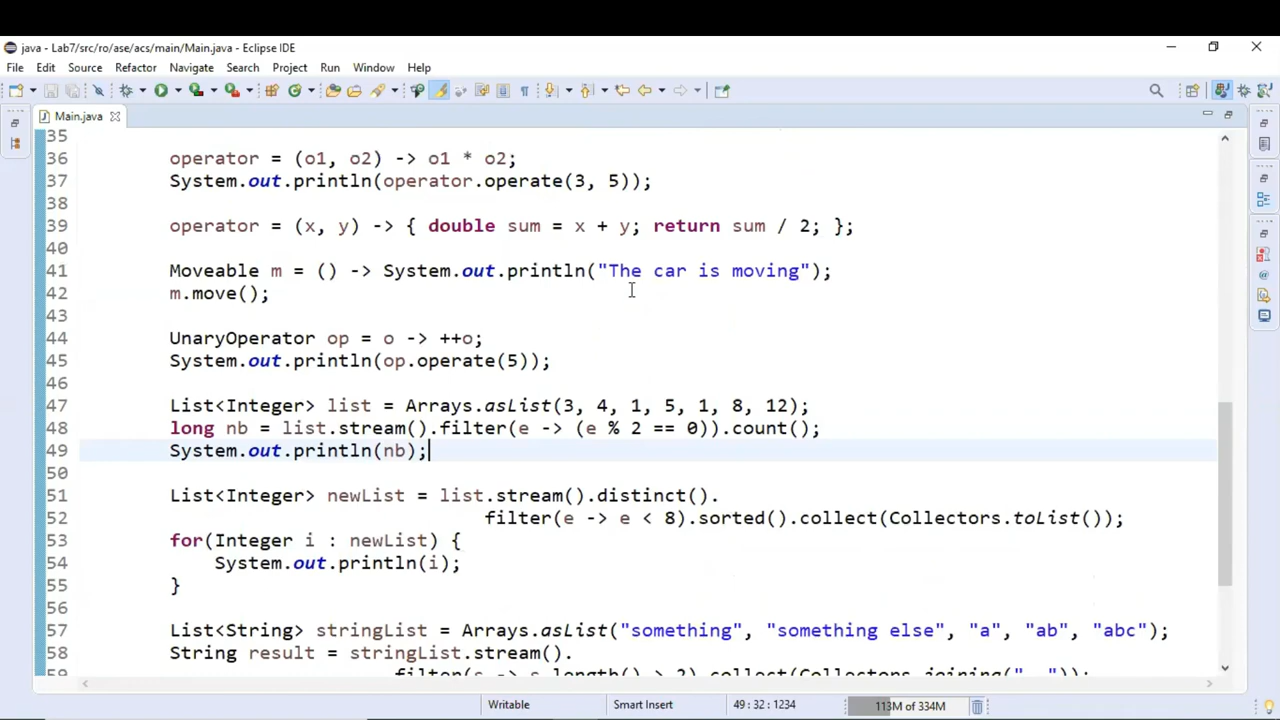 java - Lab7/src/ro/ase/acs/main/Main.java - Eclipse IDE
File Edit Source Refactor Navigate Search Project Run Window Help
Main.java
35
36 operator = (o1, o2) -> o1 * o2;
37 System.out.println(operator.operate(3, 5));
38
39 operator = (x, y) -> { double sum = x + y; return sum / 2; };
40
41 Moveable m = () -> System.out.println("The car is moving");
42 m.move();
43
44 UnaryOperator op = o -> ++o;
45 System.out.println(op.operate(5));
46
47 List<Integer> list = Arrays.asList(3, 4, 1, 5, 1, 8, 12);
48 long nb = list.stream().filter(e -> (e % 2 == 0)).count();
49 System.out.println(nb);
50
51 List<Integer> newList = list.stream().distinct().
52 filter(e -> e < 8).sorted().collect(Collectors.toList());
53 for(Integer i : newList) {
54 System.out.println(i);
55 }
56
57 List<String> stringList = Arrays.asList("something", "something else", "a", "ab", "abc");
58 String result = stringList.stream().
59 filter(s -> s.length() > 2).collect(Collectors.joining(", "));
Writable Smart Insert 49 : 32 : 1234 113M of 334M